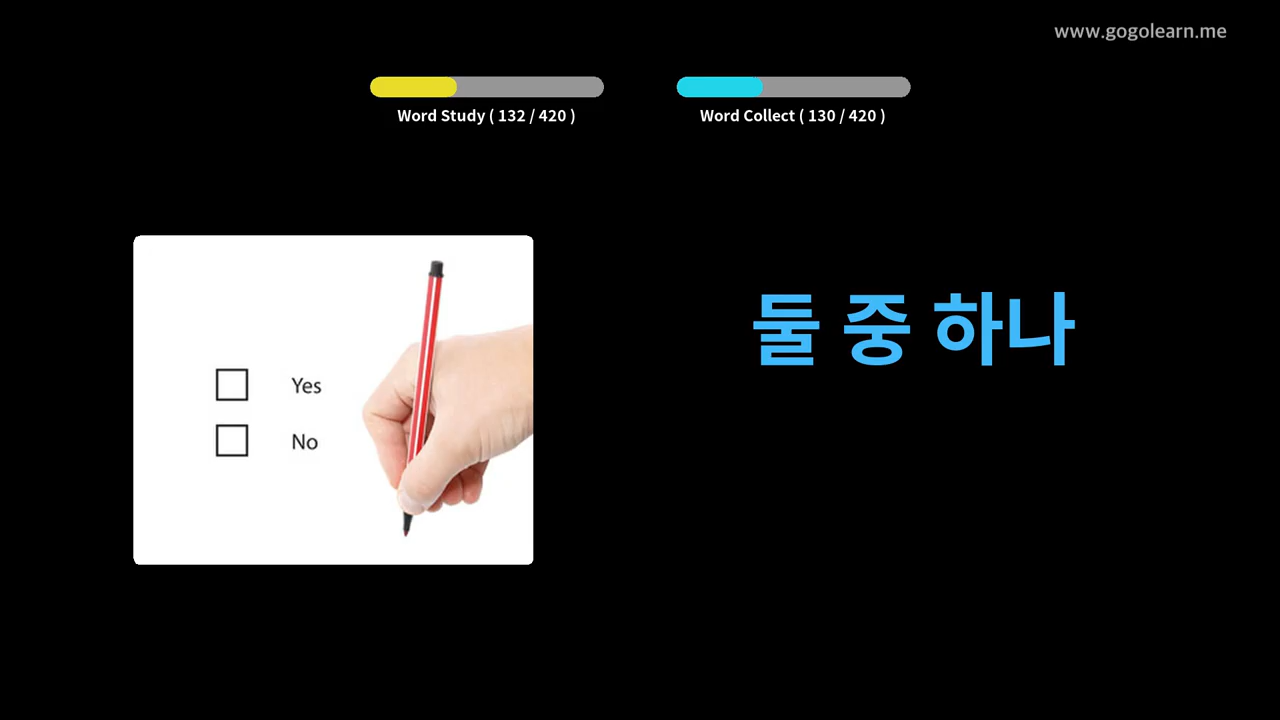 www.gogolearn.me
Word Study ( 132 / 420 )
Word Collect ( 130 / 420 )
둘 중 하나
Yes
No